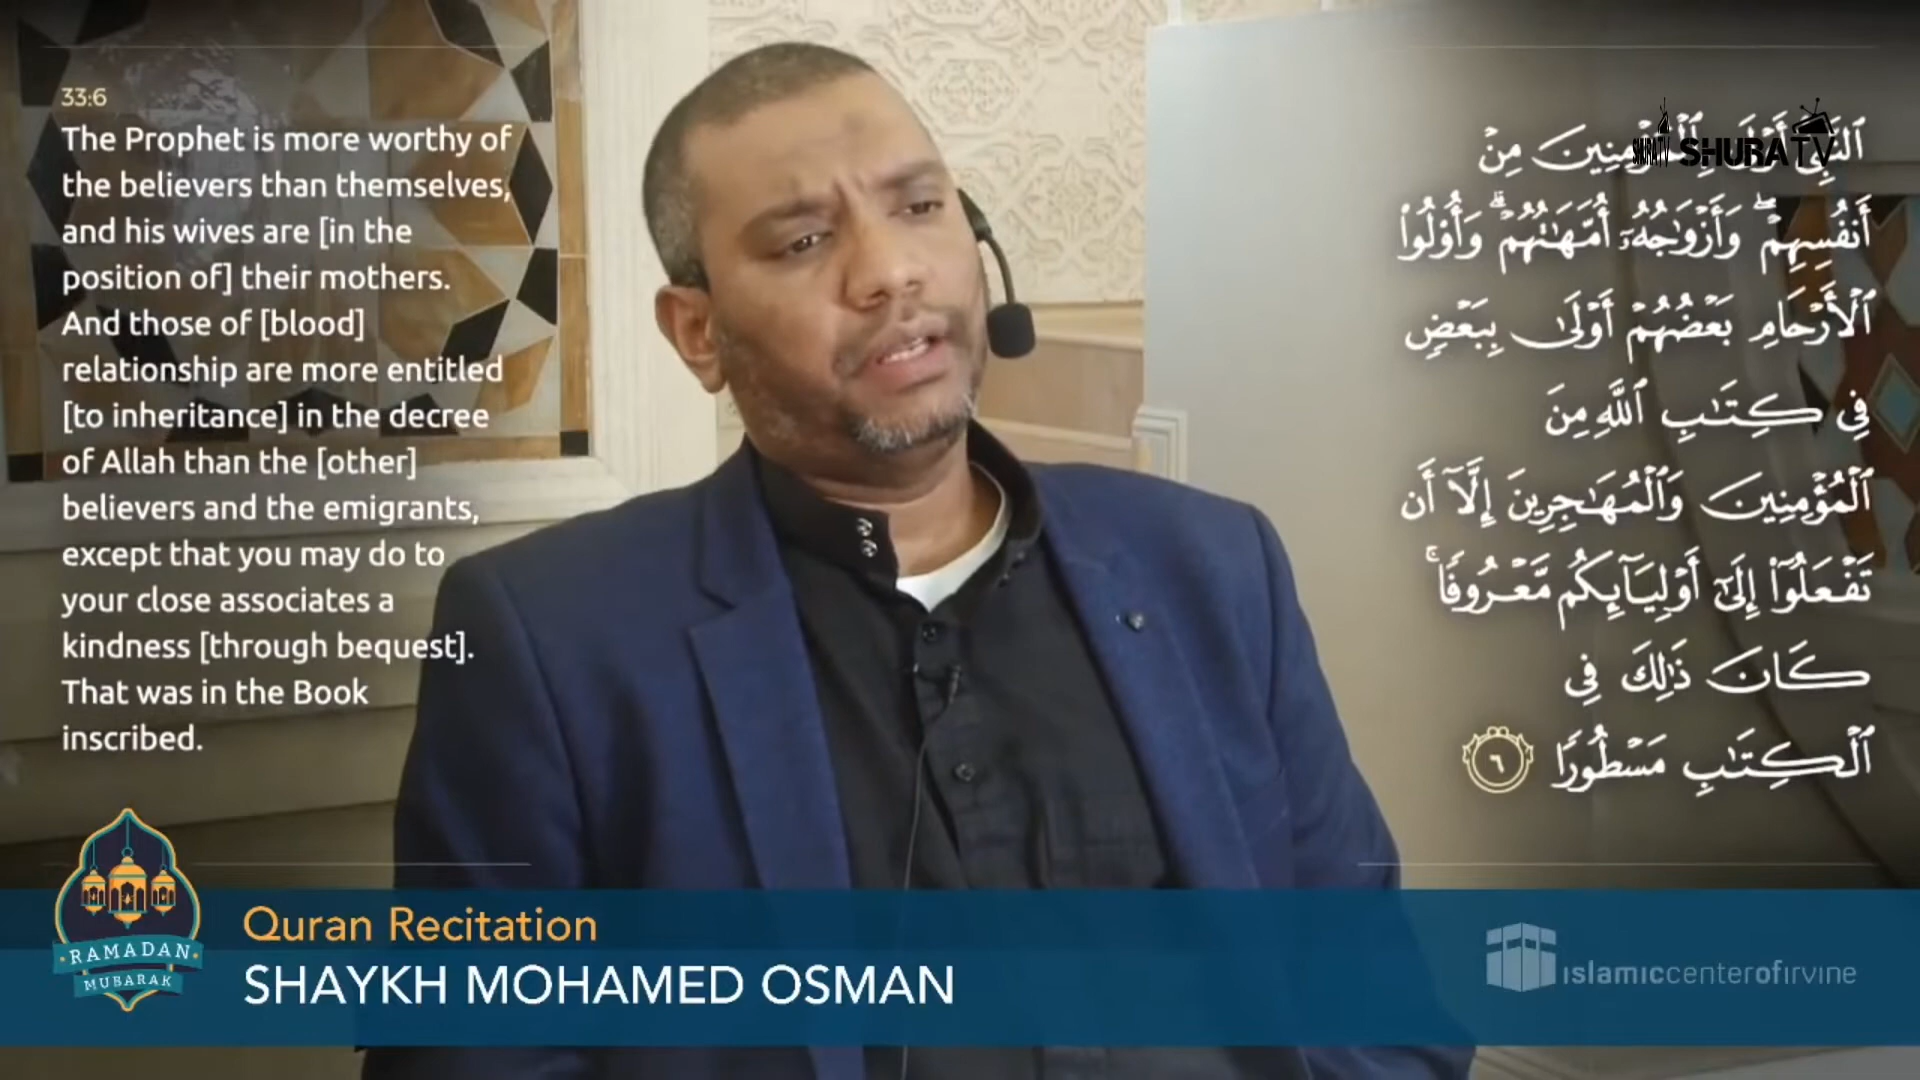 33:6
The Prophet is more worthy of
the believers than themselves,
and his wives are [in the
position of] their mothers.
And those of [blood]
relationship are more entitled
[to inheritance] in the decree
of Allah than the [other]
believers and the emigrants,
except that you may do to
your close associates a
kindness [through bequest].
That was in the Book
inscribed.
SHURA TV
SHURA TV
ٱلنَّبِىُّ أَوْلَىٰ بِٱلْمُؤْمِنِينَ مِنْ
أَنفُسِهِمْ ۖ وَأَزْوَٰجُهُۥٓ أُمَّهَـٰتُهُمْ ۗ وَأُو۟لُوا۟
ٱلْأَرْحَامِ بَعْضُهُمْ أَوْلَىٰ بِبَعْضٍ
فِى كِتَـٰبِ ٱللَّهِ مِنَ
ٱلْمُؤْمِنِينَ وَٱلْمُهَـٰجِرِينَ إِلَّآ أَن
تَفْعَلُوٓا۟ إِلَىٰٓ أَوْلِيَآئِكُم مَّعْرُوفًا ۚ
كَانَ ذَٰلِكَ فِى
ٱلْكِتَـٰبِ مَسْطُورًا ٦
RAMADAN
MUBARAK
Quran Recitation
SHAYKH MOHAMED OSMAN
islamiccenterofirvine